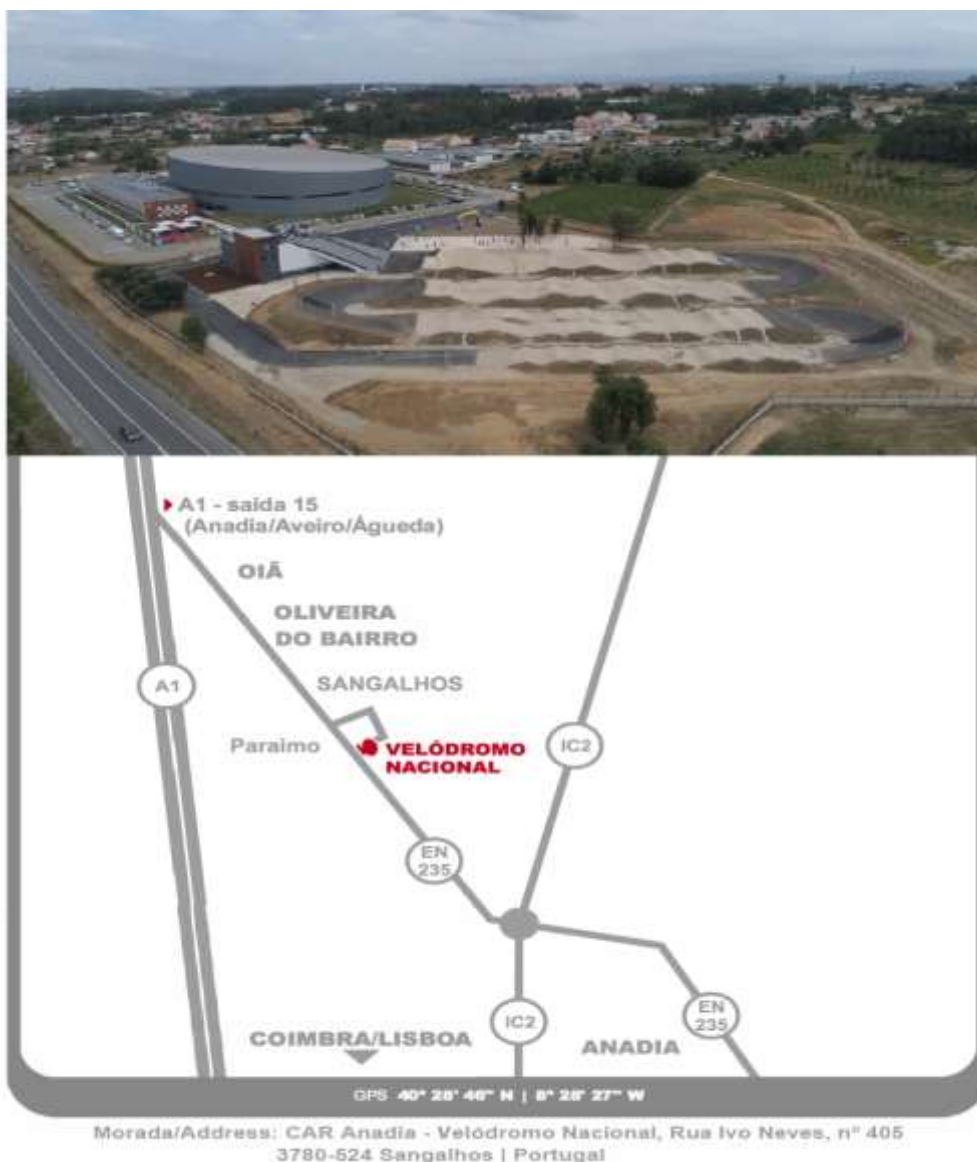 A1 - saída 15
(Anadia/Aveiro/Águeda)
OIÃ
OLIVEIRA
DO BAIRRO
A1
SANGALHOS
Paraimo
VELÓDROMO
NACIONAL
IC2
EN
235
IC2
EN
235
COIMBRA/LISBOA
ANADIA
GPS 40° 28' 46" N | 8° 28' 27" W
Morada/Address: CAR Anadia - Velódromo Nacional, Rua Ivo Neves, nº 405
3780-524 Sangalhos | Portugal